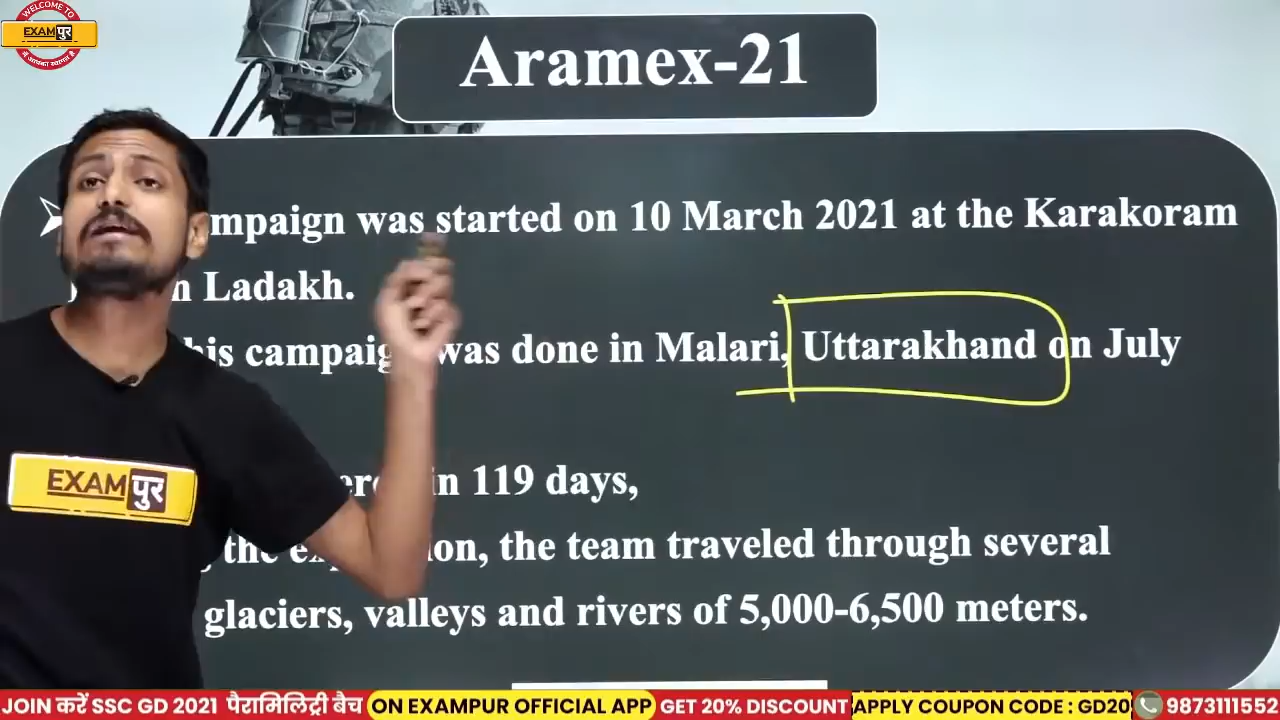 WELCOME TO
EXAMपुर
में आपका स्वागत है
Aramex-21
mpaign was started on 10 March 2021 at the Karakoram
n Ladakh.
his campaig was done in Malari, Uttarakhand on July
in 119 days,
the ex ion, the team traveled through several
glaciers, valleys and rivers of 5,000-6,500 meters.
EXAMपुर
JOIN करें SSC GD 2021 पैरामिलिट्री बैच ON EXAMPUR OFFICIAL APP GET 20% DISCOUNT APPLY COUPON CODE : GD20 9873111552